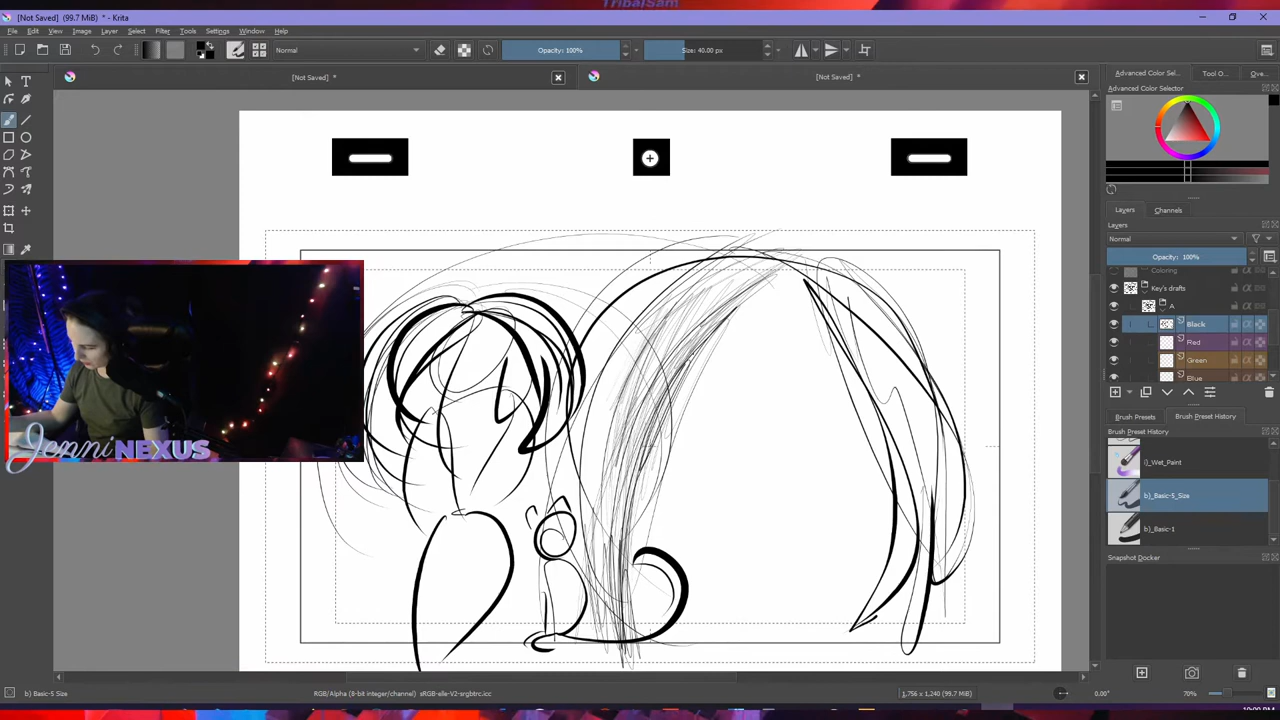 TribalJSam
[Not Saved] (99.7 MiB) * - Krita
File Edit View Image Layer Select Filter Tools Settings Window Help
Normal Opacity: 100% Size: 40.00 px
[Not Saved] * [Not Saved] *
Advanced Color Sel... Tool O... Ove...
Advanced Color Selector
Layers Channels
Layers
Normal
Opacity: 100%
Coloring
Key's drafts
A
Black
Red
Green
Blue
Brush Presets Brush Preset History
Brush Preset History
i)_Wet_Paint
b)_Basic-5_Size
b)_Basic-1
Snapshot Docker
JenniNEXUS
b) Basic-5 Size RGB/Alpha (8-bit integer/channel) sRGB-elle-V2-srgbtrc.icc 1,756 x 1,240 (99.7 MiB) 0.00° 70%